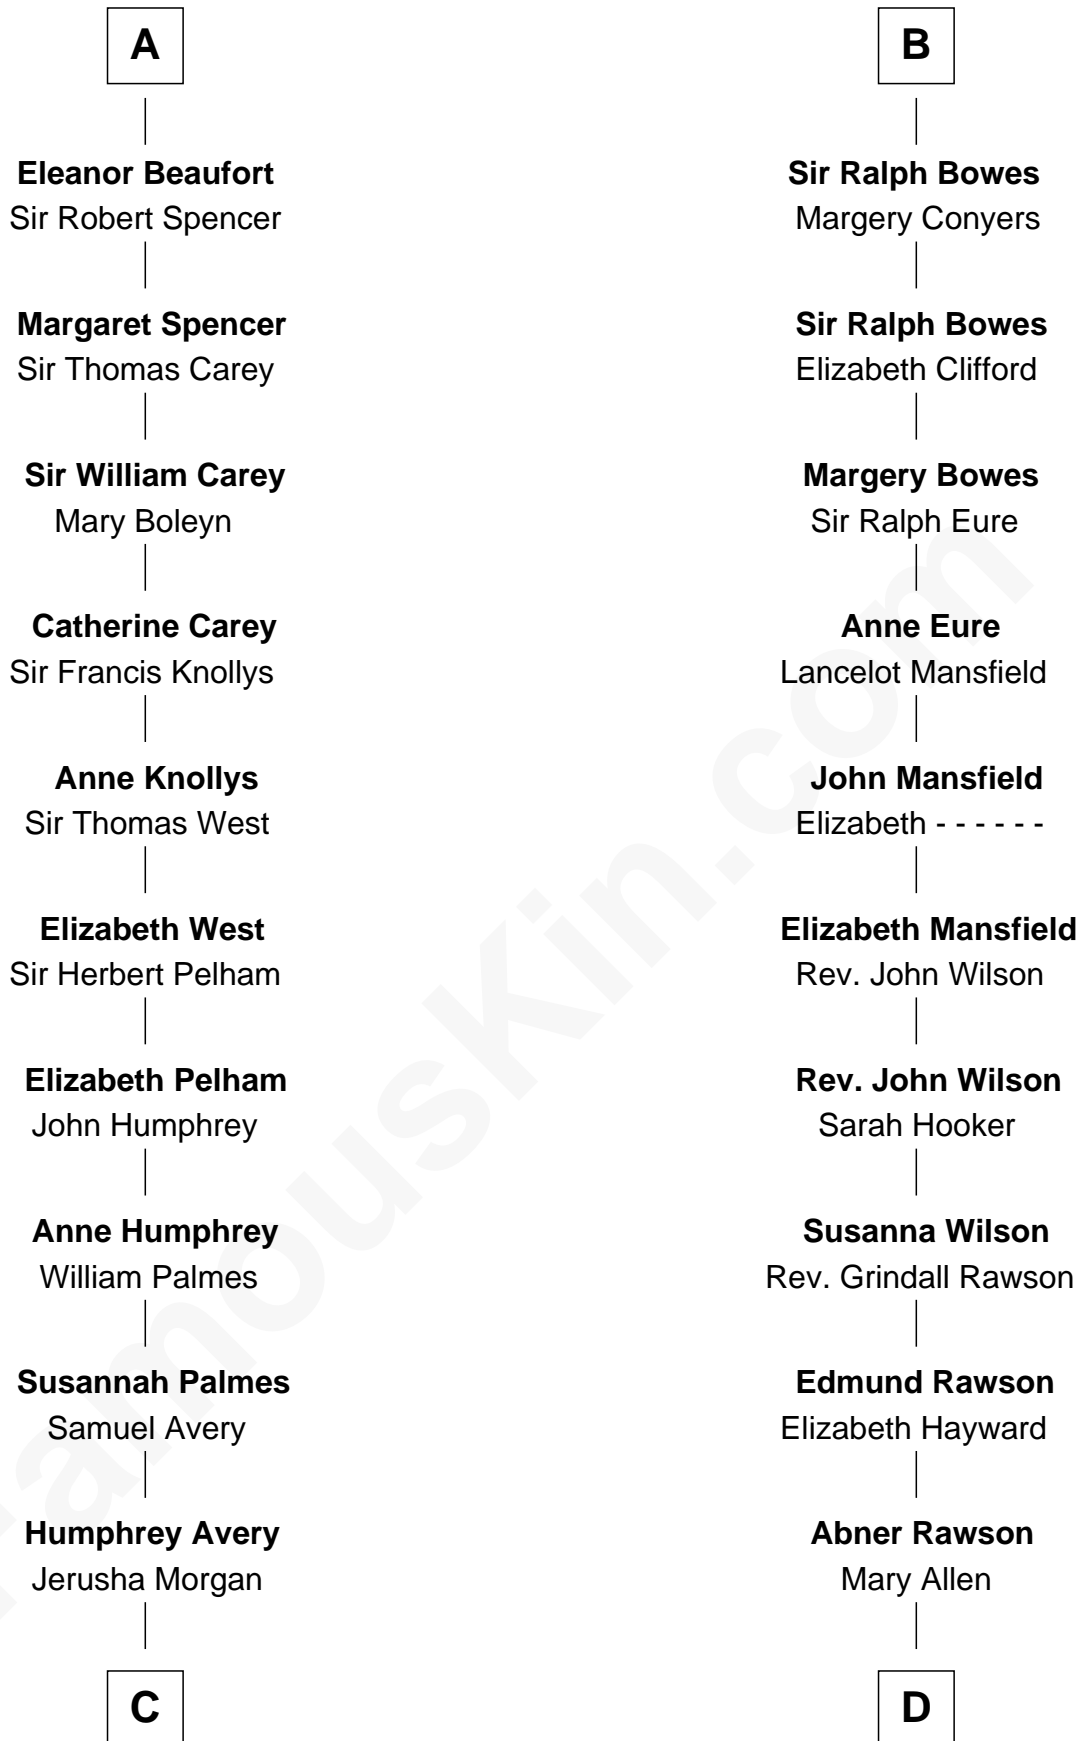 A
Eleanor Beaufort
Sir Robert Spencer
Margaret Spencer
Sir Thomas Carey
Sir William Carey
Mary Boleyn
Catherine Carey
Sir Francis Knollys
Anne Knollys
Sir Thomas West
Elizabeth West
Sir Herbert Pelham
Elizabeth Pelham
John Humphrey
Anne Humphrey
William Palmes
Susannah Palmes
Samuel Avery
Humphrey Avery
Jerusha Morgan
C
B
Sir Ralph Bowes
Margery Conyers
Sir Ralph Bowes
Elizabeth Clifford
Margery Bowes
Sir Ralph Eure
Anne Eure
Lancelot Mansfield
John Mansfield
Elizabeth - - - - - -
Elizabeth Mansfield
Rev. John Wilson
Rev. John Wilson
Sarah Hooker
Susanna Wilson
Rev. Grindall Rawson
Edmund Rawson
Elizabeth Hayward
Abner Rawson
Mary Allen
D
FamousKin.com